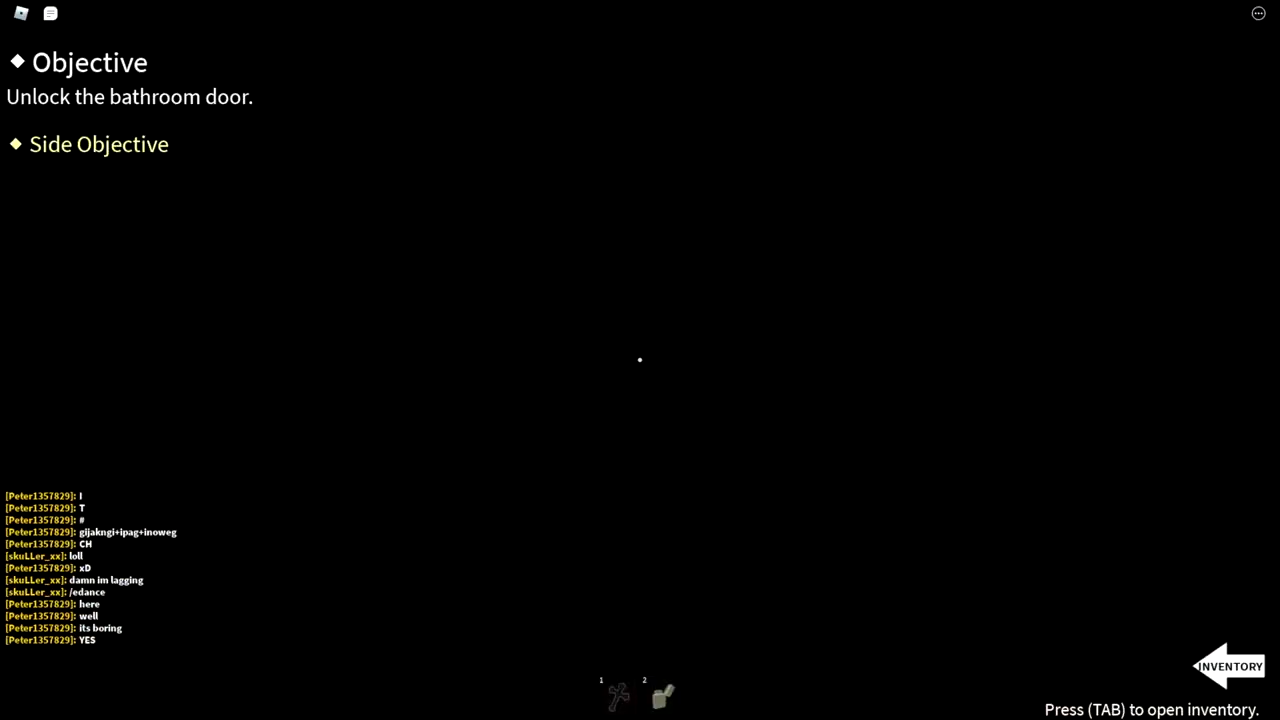 Objective
Unlock the bathroom door.
Side Objective
[Peter1357829]: I
[Peter1357829]: T
[Peter1357829]: #
[Peter1357829]: gijakngi+ipag+inoweg
[Peter1357829]: CH
[skuLLer_xx]: loll
[Peter1357829]: xD
[skuLLer_xx]: damn im lagging
[skuLLer_xx]: /edance
[Peter1357829]: here
[Peter1357829]: well
[Peter1357829]: its boring
[Peter1357829]: YES
1 2
INVENTORY
Press (TAB) to open inventory.